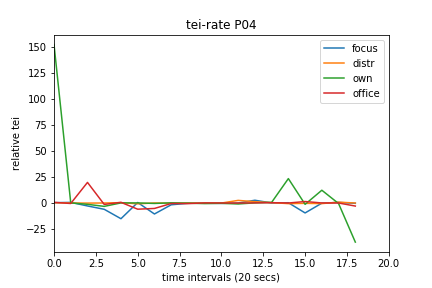 tei-rate P04
relative tei
150
125
100
75
50
25
0
−25
focus
distr
own
office
0.0 2.5 5.0 7.5 10.0 12.5 15.0 17.5 20.0
time intervals (20 secs)